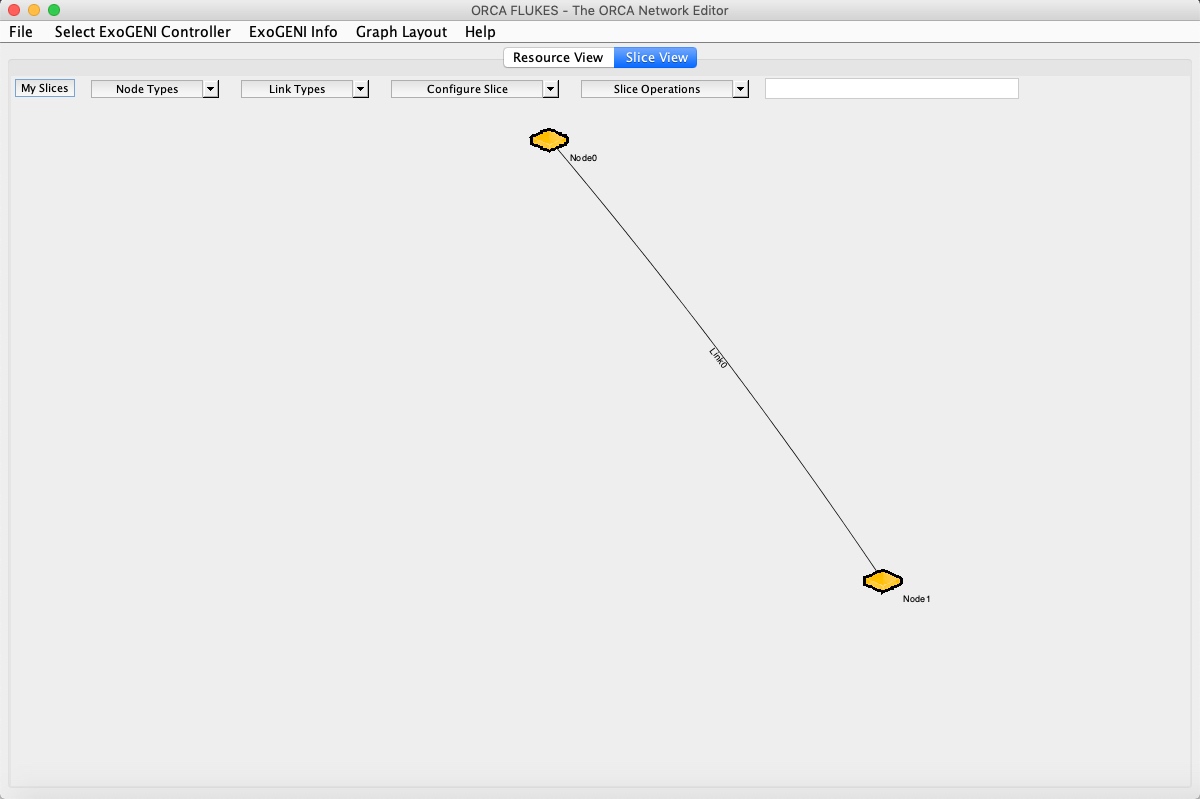 ORCA FLUKES - The ORCA Network Editor
File Select ExoGENI Controller ExoGENI Info Graph Layout Help
Resource View Slice View
My Slices Node Types Link Types Configure Slice Slice Operations
Node0
Link0
Node1